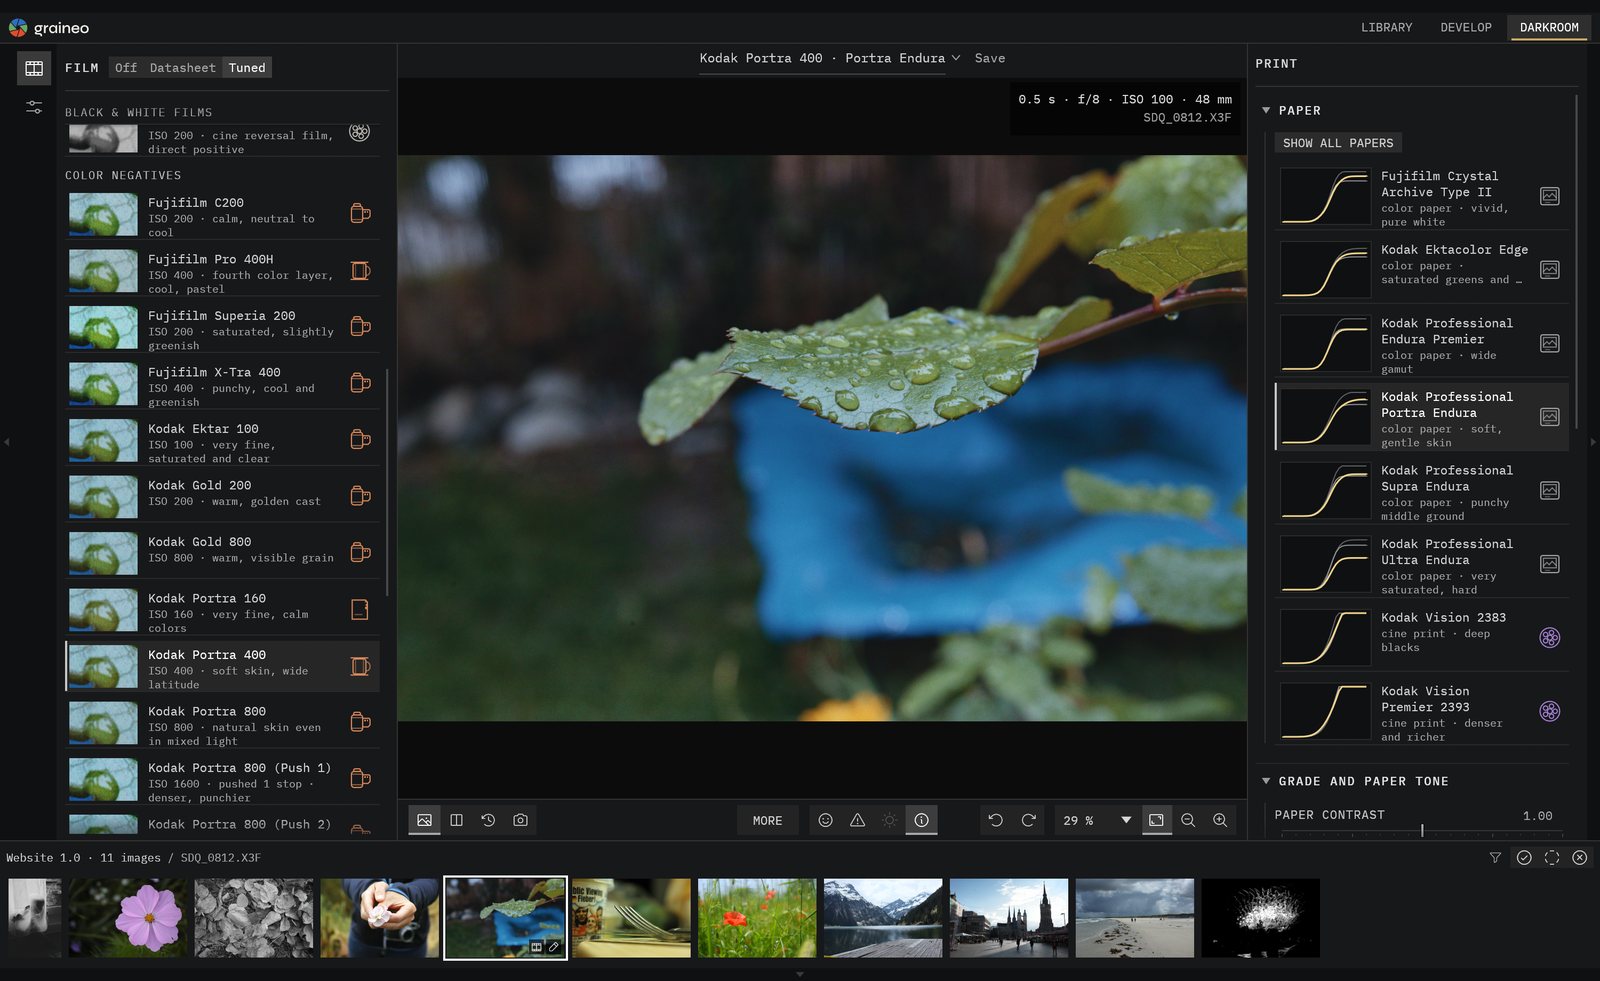 graineo
LIBRARY DEVELOP DARKROOM
FILM Off Datasheet Tuned
BLACK & WHITE FILMS
ISO 200 · cine reversal film,
direct positive
COLOR NEGATIVES
Fujifilm C200
ISO 200 · calm, neutral to
cool
Fujifilm Pro 400H
ISO 400 · fourth color layer,
cool, pastel
Fujifilm Superia 200
ISO 200 · saturated, slightly
greenish
Fujifilm X-Tra 400
ISO 400 · punchy, cool and
greenish
Kodak Ektar 100
ISO 100 · very fine,
saturated and clear
Kodak Gold 200
ISO 200 · warm, golden cast
Kodak Gold 800
ISO 800 · warm, visible grain
Kodak Portra 160
ISO 160 · very fine, calm
colors
Kodak Portra 400
ISO 400 · soft skin, wide
latitude
Kodak Portra 800
ISO 800 · natural skin even
in mixed light
Kodak Portra 800 (Push 1)
ISO 1600 · pushed 1 stop ·
denser, punchier
Kodak Portra 800 (Push 2)
Kodak Portra 400 · Portra Endura Save
0.5 s · f/8 · ISO 100 · 48 mm
SDQ_0812.X3F
MORE
29 %
PRINT
PAPER
SHOW ALL PAPERS
Fujifilm Crystal
Archive Type II
color paper · vivid,
pure white
Kodak Ektacolor Edge
color paper ·
saturated greens and …
Kodak Professional
Endura Premier
color paper · wide
gamut
Kodak Professional
Portra Endura
color paper · soft,
gentle skin
Kodak Professional
Supra Endura
color paper · punchy
middle ground
Kodak Professional
Ultra Endura
color paper · very
saturated, hard
Kodak Vision 2383
cine print · deep
blacks
Kodak Vision
Premier 2393
cine print · denser
and richer
GRADE AND PAPER TONE
PAPER CONTRAST 1.00
Website 1.0 · 11 images / SDQ_0812.X3F